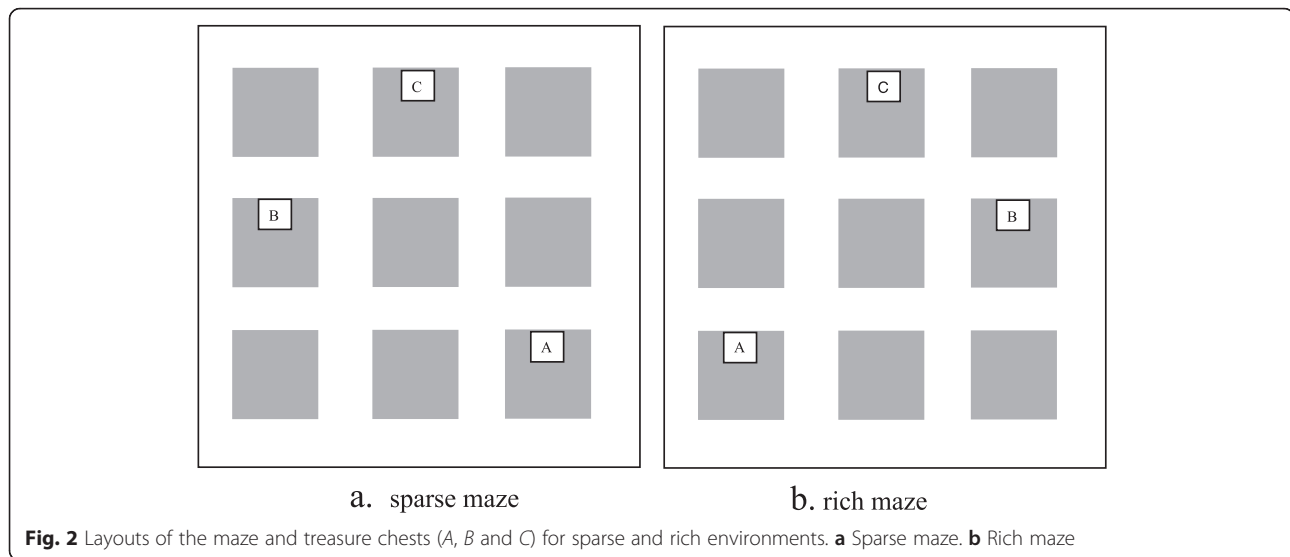 C
B
A
C
B
A
a. sparse maze
b. rich maze
Fig. 2 Layouts of the maze and treasure chests (A, B and C) for sparse and rich environments. a Sparse maze. b Rich maze